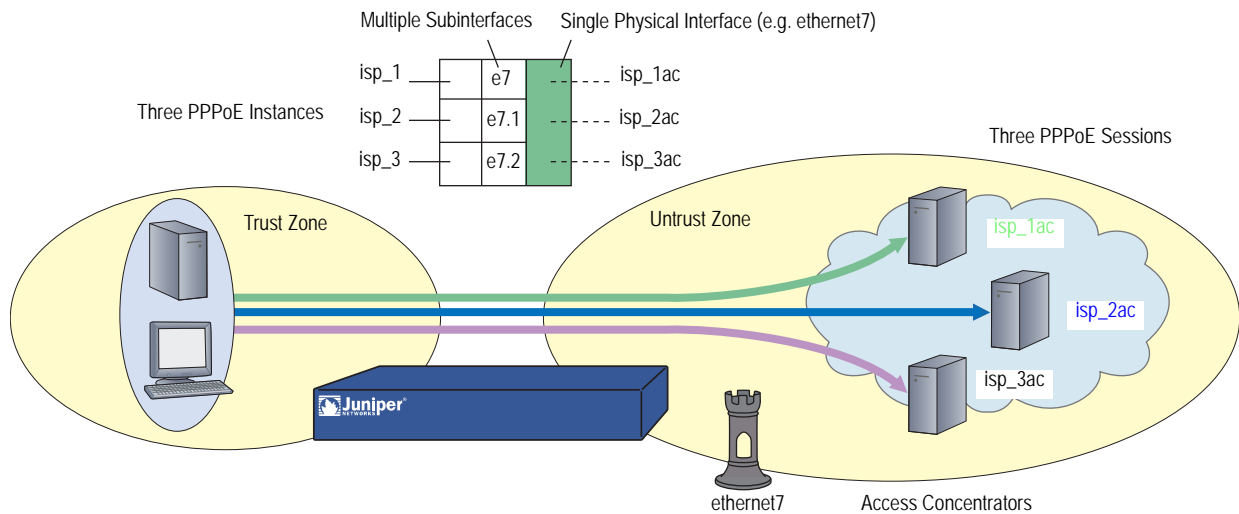 Multiple Subinterfaces
Single Physical Interface (e.g. ethernet7)
isp_1
e7
isp_1ac
Three PPPoE Instances
isp_2
e7.1
isp_2ac
isp_3
e7.2
isp_3ac
Three PPPoE Sessions
Trust Zone
Untrust Zone
isp_1ac
isp_2ac
isp_3ac
Juniper®
NETWORKS
ethernet7
Access Concentrators